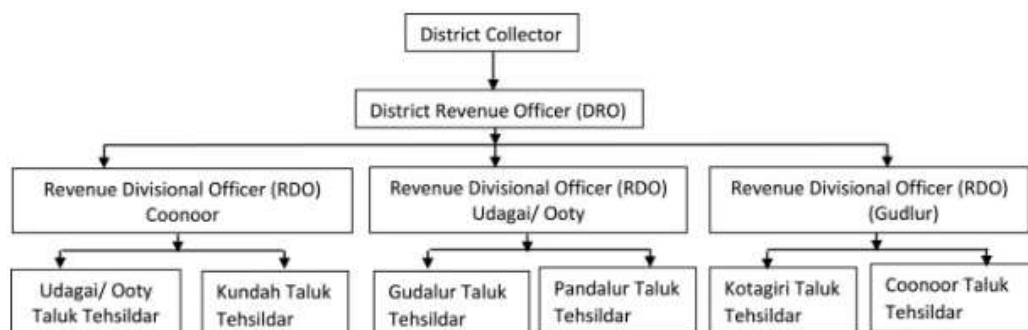 District Collector
District Revenue Officer (DRO)
Revenue Divisional Officer (RDO)
Coonoor
Revenue Divisional Officer (RDO)
Udagai/ Ooty
Revenue Divisional Officer (RDO)
(Gudlur)
Udagai/ Ooty
Taluk Tehsildar
Kundah Taluk
Tehsildar
Gudalur Taluk
Tehsildar
Pandalur Taluk
Tehsildar
Kotagiri Taluk
Tehsildar
Coonoor Taluk
Tehsildar